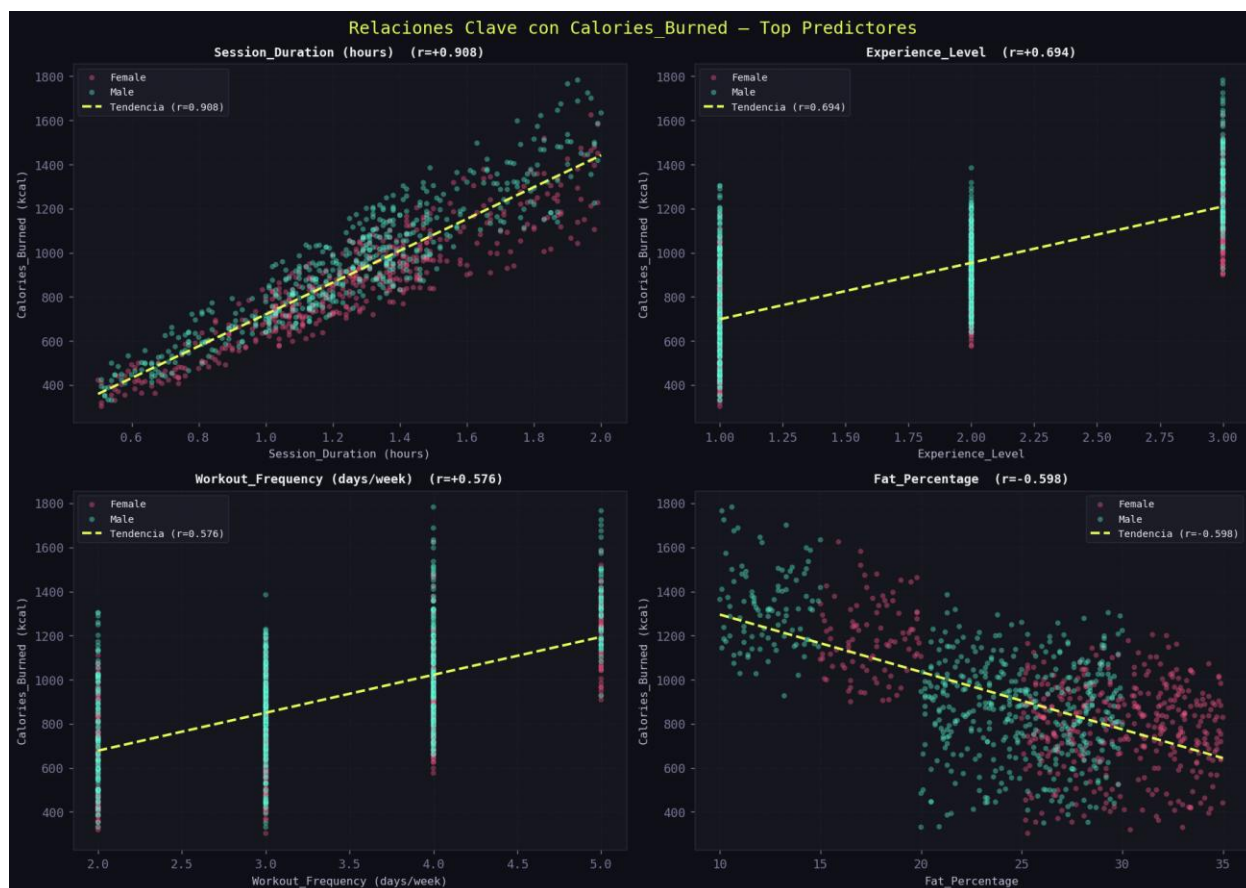 Relaciones Clave con Calories_Burned — Top Predictores
Session_Duration (hours) (r=+0.908)
Female
Male
Tendencia (r=0.908)
Calories_Burned (kcal)
1800
1600
1400
1200
1000
800
600
400
0.6 0.8 1.0 1.2 1.4 1.6 1.8 2.0
Session_Duration (hours)
Experience_Level (r=+0.694)
Female
Male
Tendencia (r=0.694)
Calories_Burned (kcal)
1800
1600
1400
1200
1000
800
600
400
1.00 1.25 1.50 1.75 2.00 2.25 2.50 2.75 3.00
Experience_Level
Workout_Frequency (days/week) (r=+0.576)
Female
Male
Tendencia (r=0.576)
Calories_Burned (kcal)
1800
1600
1400
1200
1000
800
600
400
2.0 2.5 3.0 3.5 4.0 4.5 5.0
Workout_Frequency (days/week)
Fat_Percentage (r=-0.598)
Female
Male
Tendencia (r=-0.598)
Calories_Burned (kcal)
1800
1600
1400
1200
1000
800
600
400
10 15 20 25 30 35
Fat_Percentage